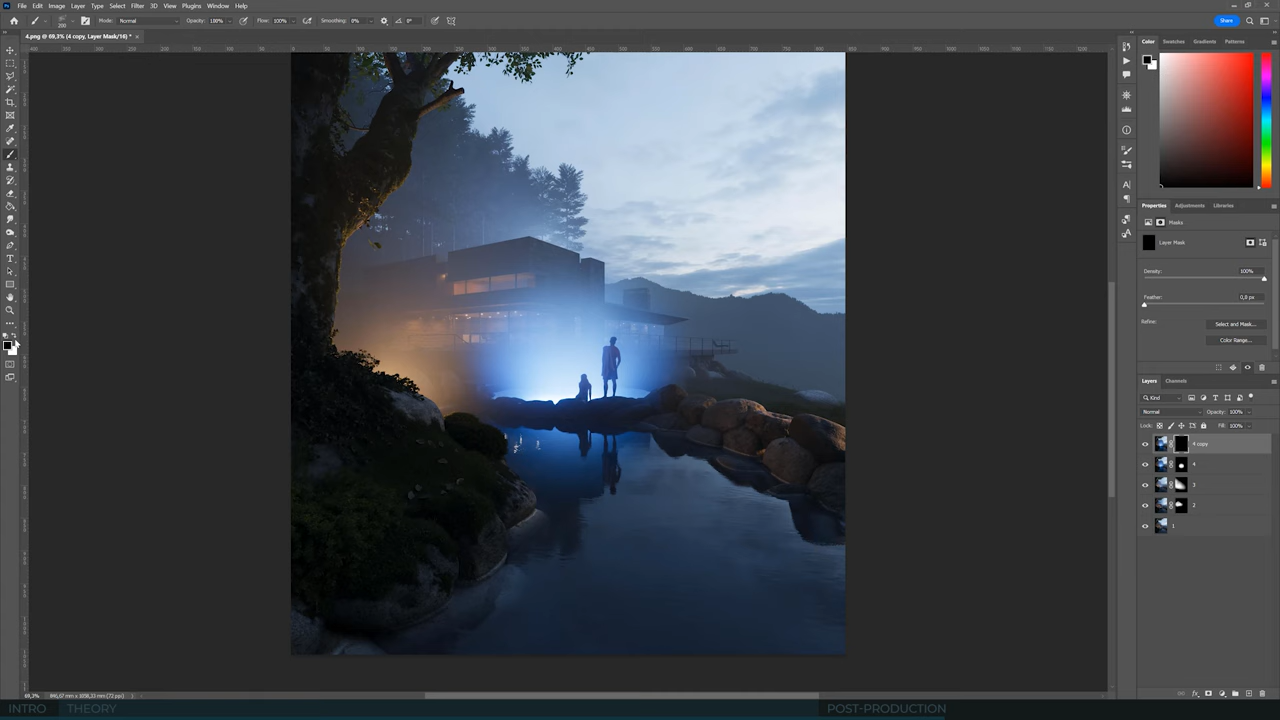 File Edit Image Layer Type Select Filter 3D View Plugins Window Help
Mode: Normal Opacity: 100% Flow: 100% Smoothing: 0% 0° Share
4.png @ 69,3% (4 copy, Layer Mask/16) *
Color Swatches Gradients Patterns
Properties Adjustments Libraries
Masks
Layer Mask
Density: 100%
Feather: 0,0 px
Refine: Select and Mask...
Color Range...
Layers Channels
Kind
Normal Opacity: 100%
Lock: Fill: 100%
4 copy
4
3
2
1
69,3%
INTRO THEORY POST-PRODUCTION